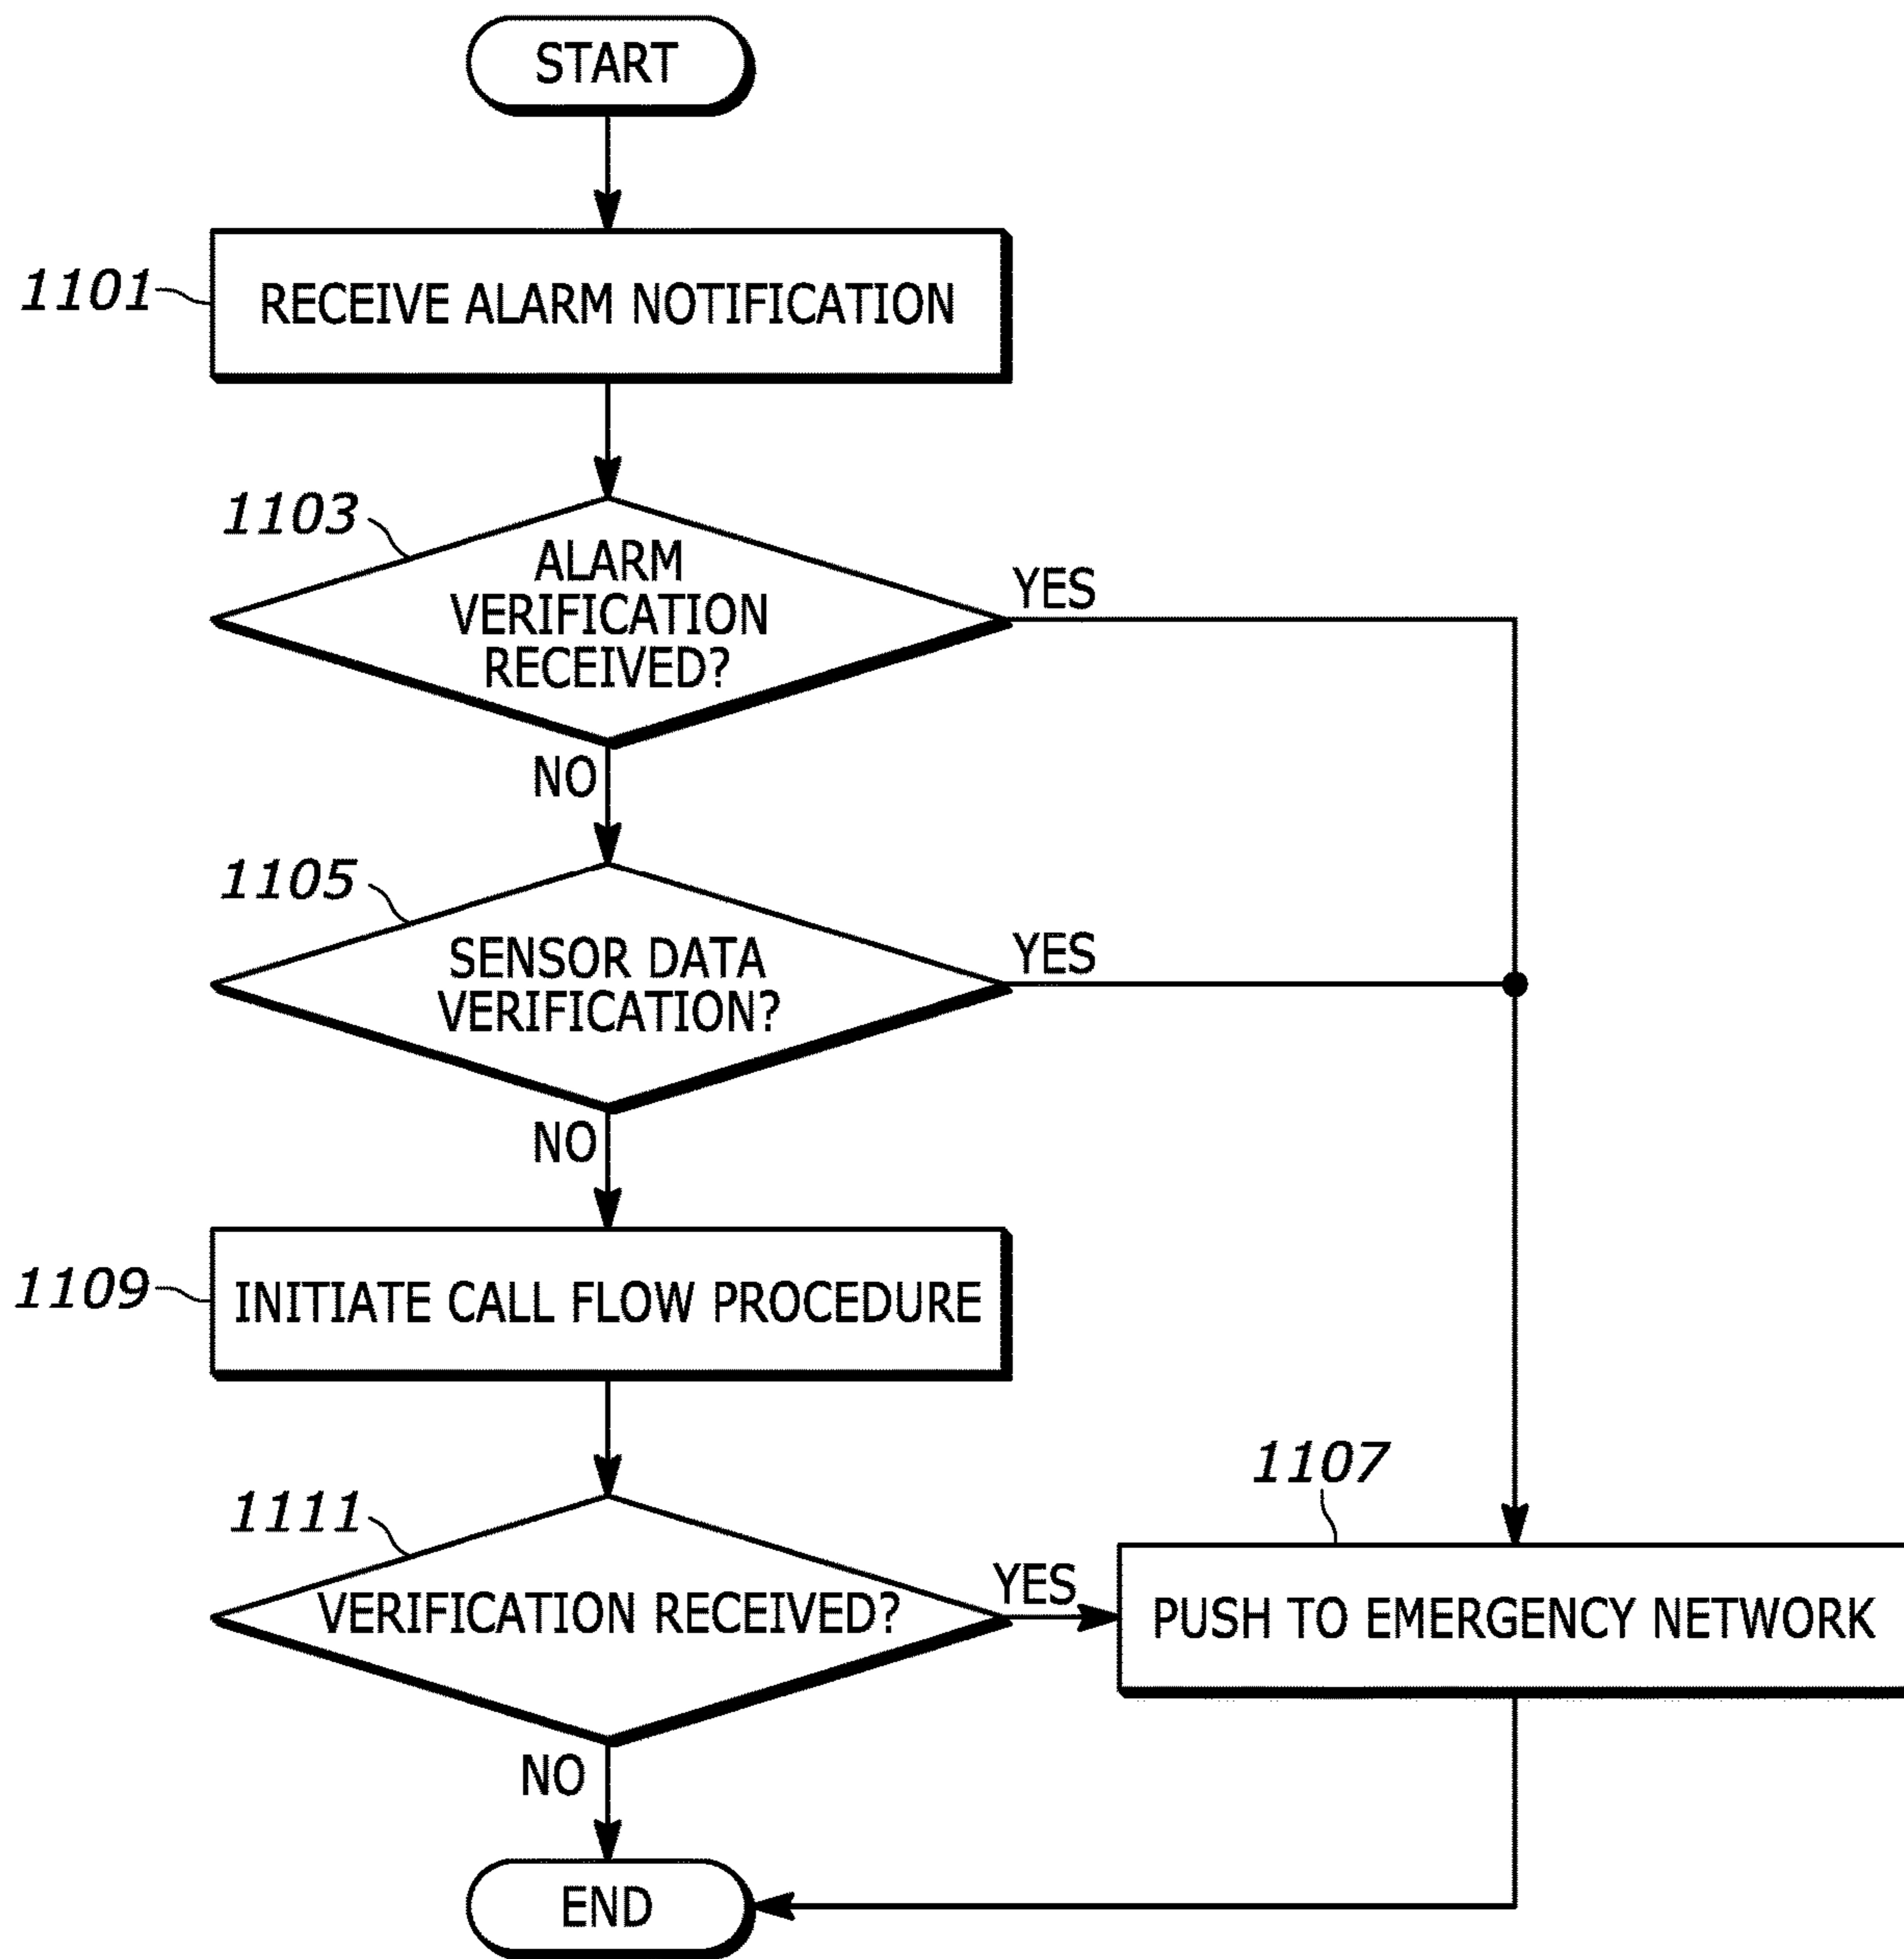 START
1101
RECEIVE ALARM NOTIFICATION
1103
ALARM
VERIFICATION
RECEIVED?
YES
NO
1105
SENSOR DATA
VERIFICATION?
YES
NO
1109
INITIATE CALL FLOW PROCEDURE
1111
VERIFICATION RECEIVED?
YES
1107
PUSH TO EMERGENCY NETWORK
NO
END